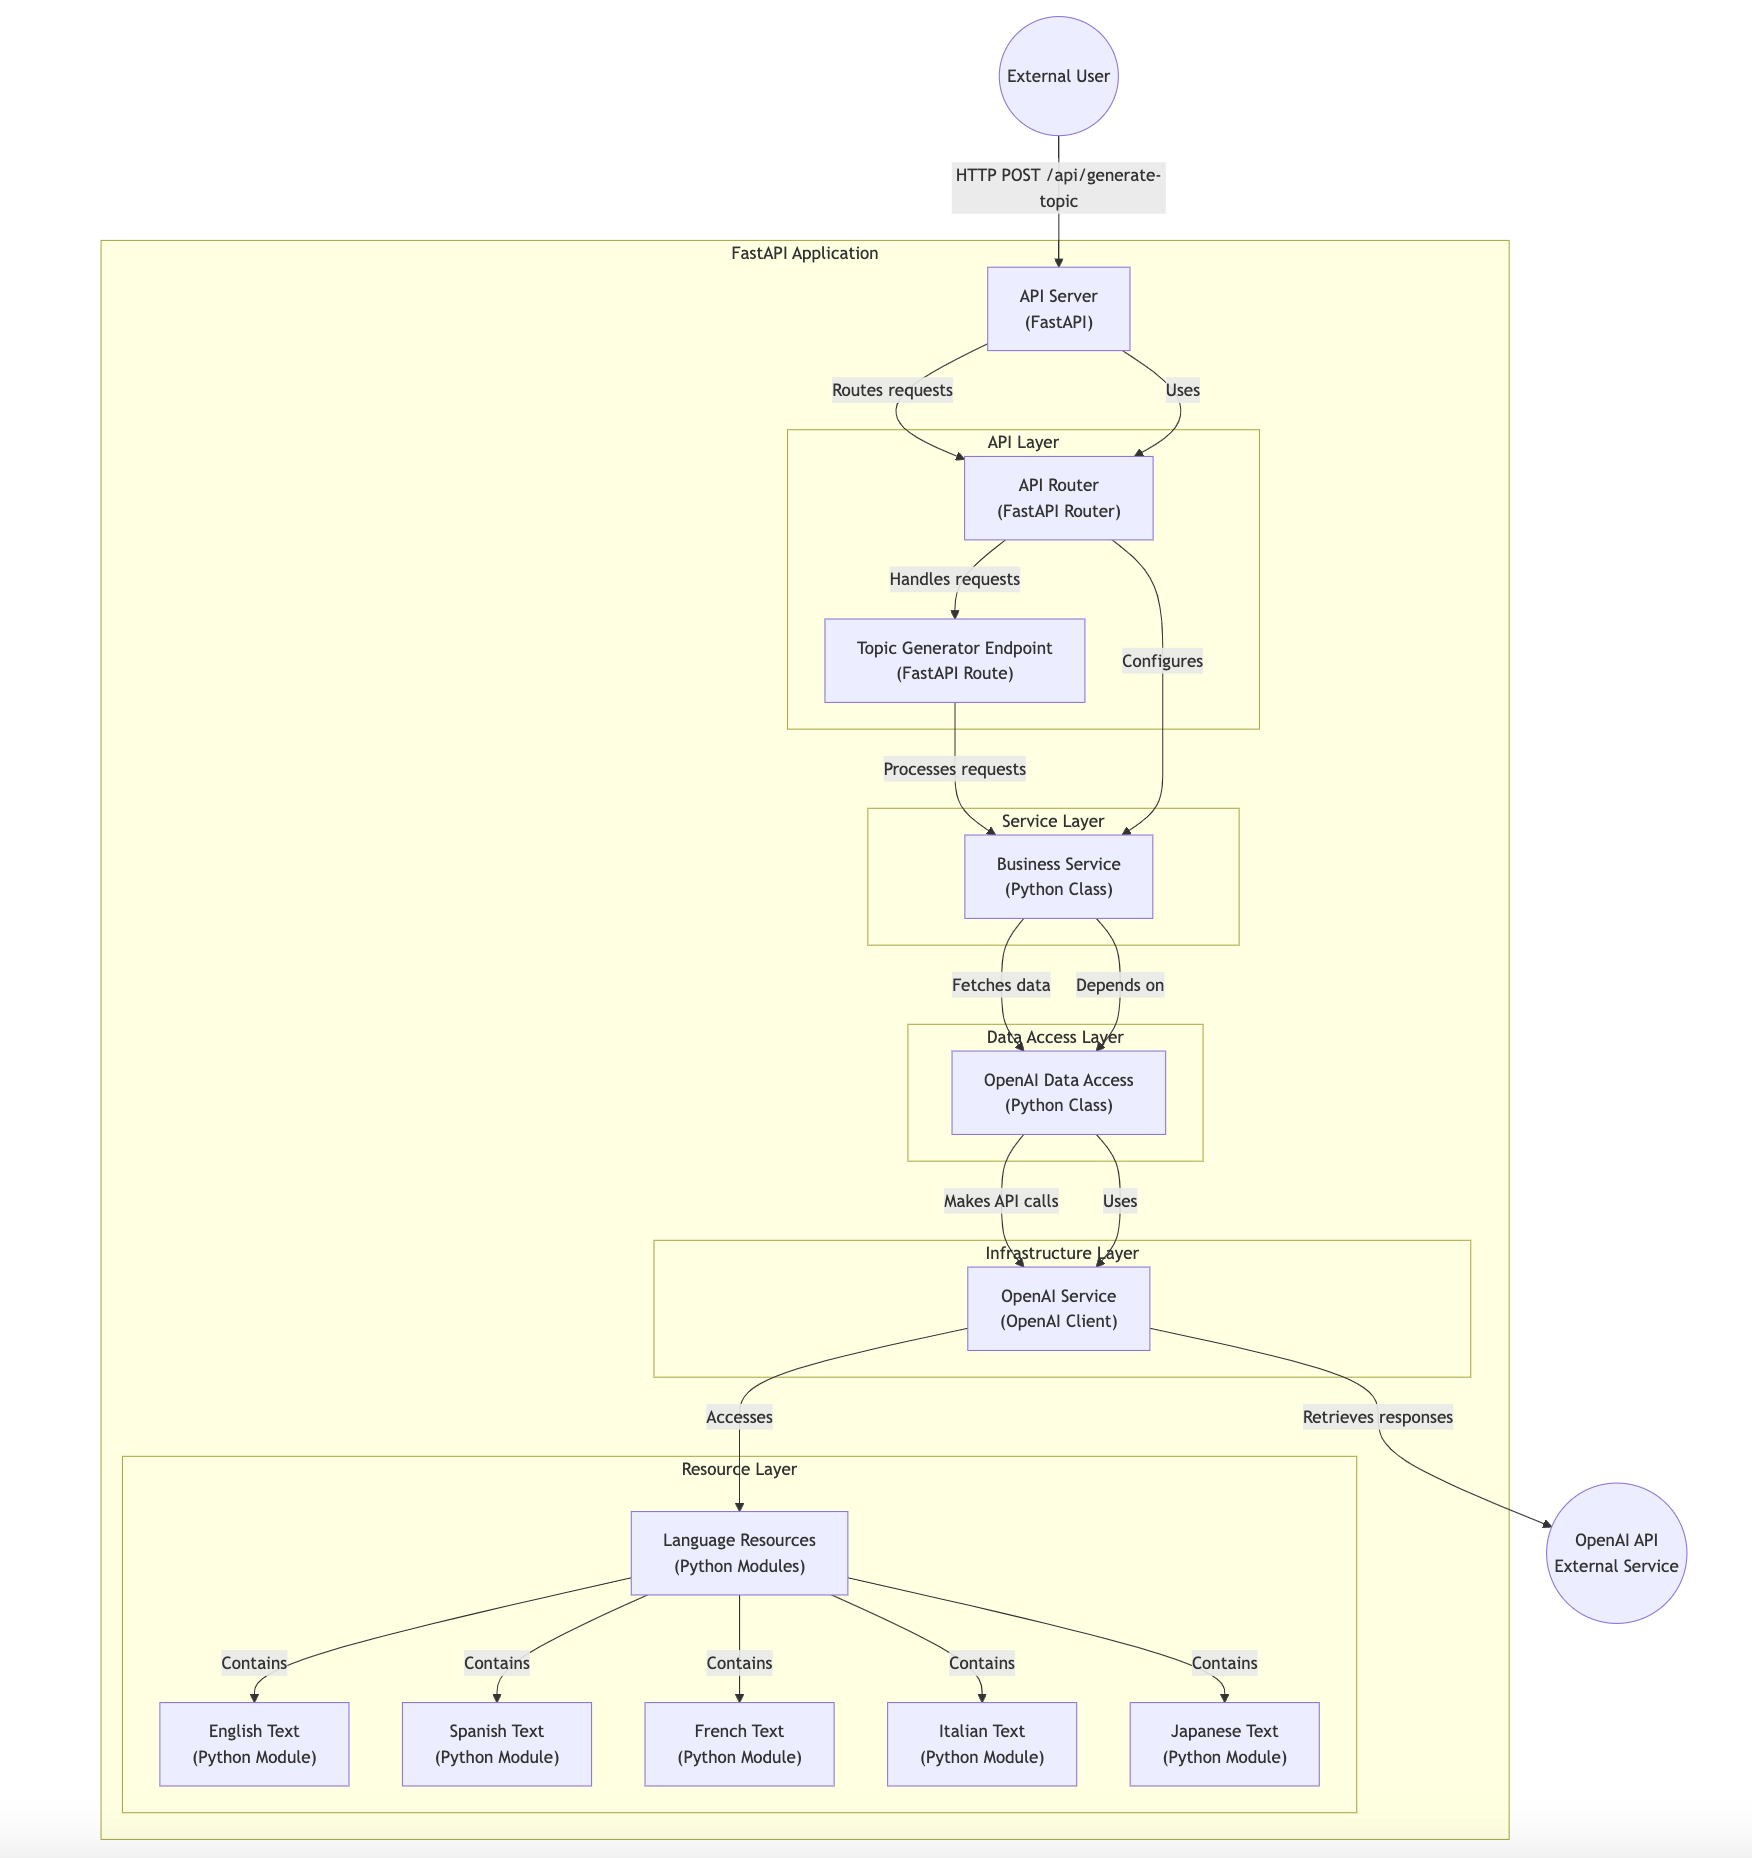 External User
HTTP POST /api/generate-
topic
FastAPI Application
API Server
(FastAPI)
Routes requests
Uses
API Layer
API Router
(FastAPI Router)
Handles requests
Topic Generator Endpoint
(FastAPI Route)
Configures
Processes requests
Service Layer
Business Service
(Python Class)
Fetches data
Depends on
Data Access Layer
OpenAI Data Access
(Python Class)
Makes API calls
Uses
Infrastructure Layer
OpenAI Service
(OpenAI Client)
Accesses
Retrieves responses
Resource Layer
Language Resources
(Python Modules)
OpenAI API
External Service
Contains
Contains
Contains
Contains
Contains
English Text
(Python Module)
Spanish Text
(Python Module)
French Text
(Python Module)
Italian Text
(Python Module)
Japanese Text
(Python Module)